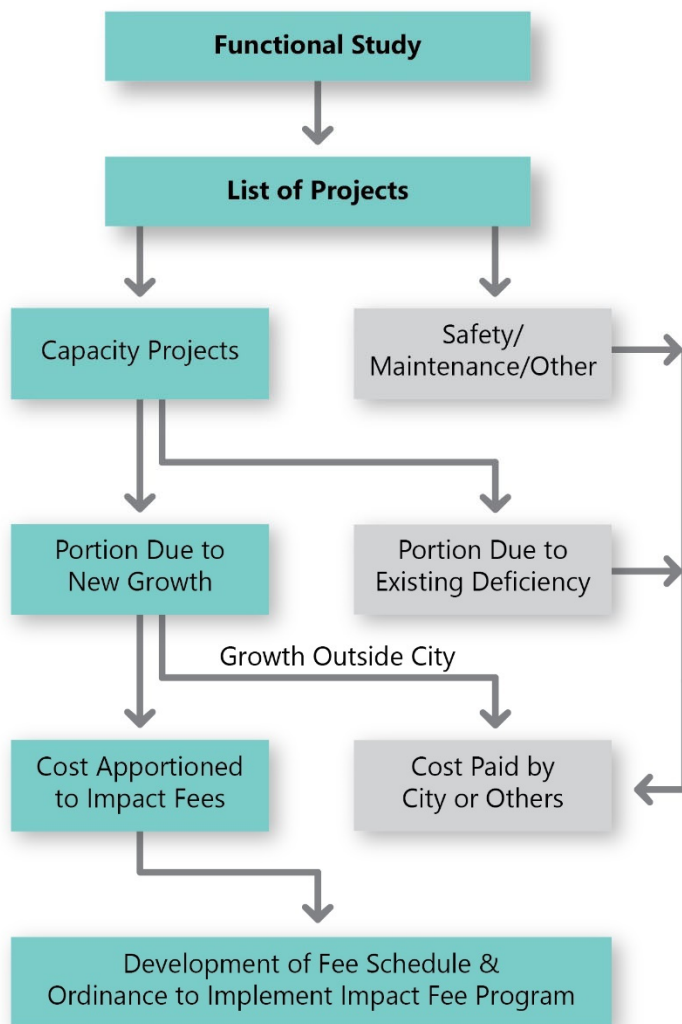 Functional Study
List of Projects
Capacity Projects
Safety/
Maintenance/Other
Portion Due to
New Growth
Portion Due to
Existing Deficiency
Growth Outside City
Cost Apportioned
to Impact Fees
Cost Paid by
City or Others
Development of Fee Schedule &
Ordinance to Implement Impact Fee Program